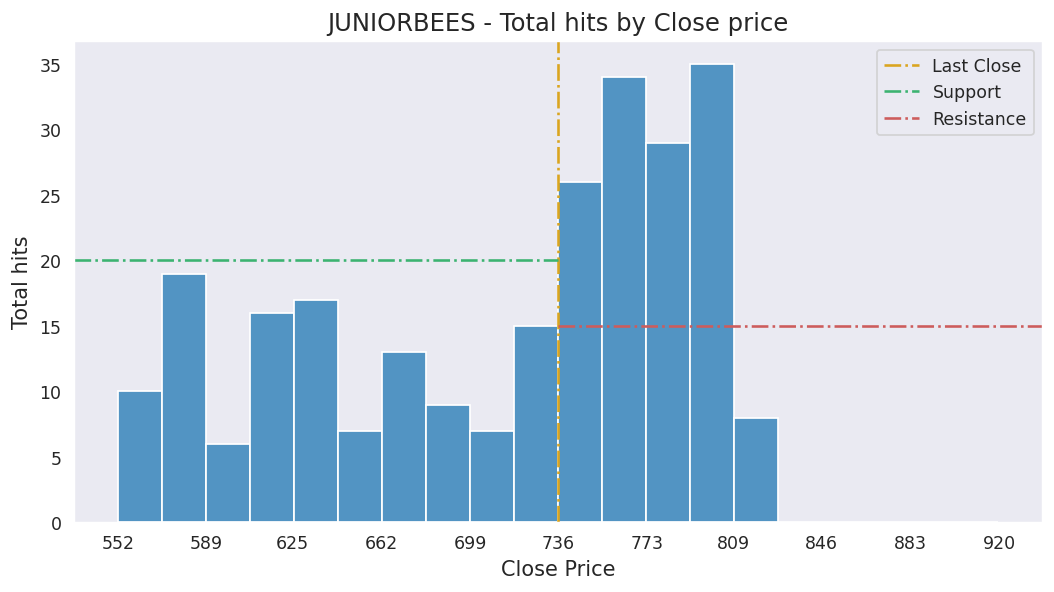 JUNIORBEES - Total hits by Close price
Last Close
Support
Resistance
Total hits
35
30
25
20
15
10
5
0
552 589 625 662 699 736 773 809 846 883 920
Close Price